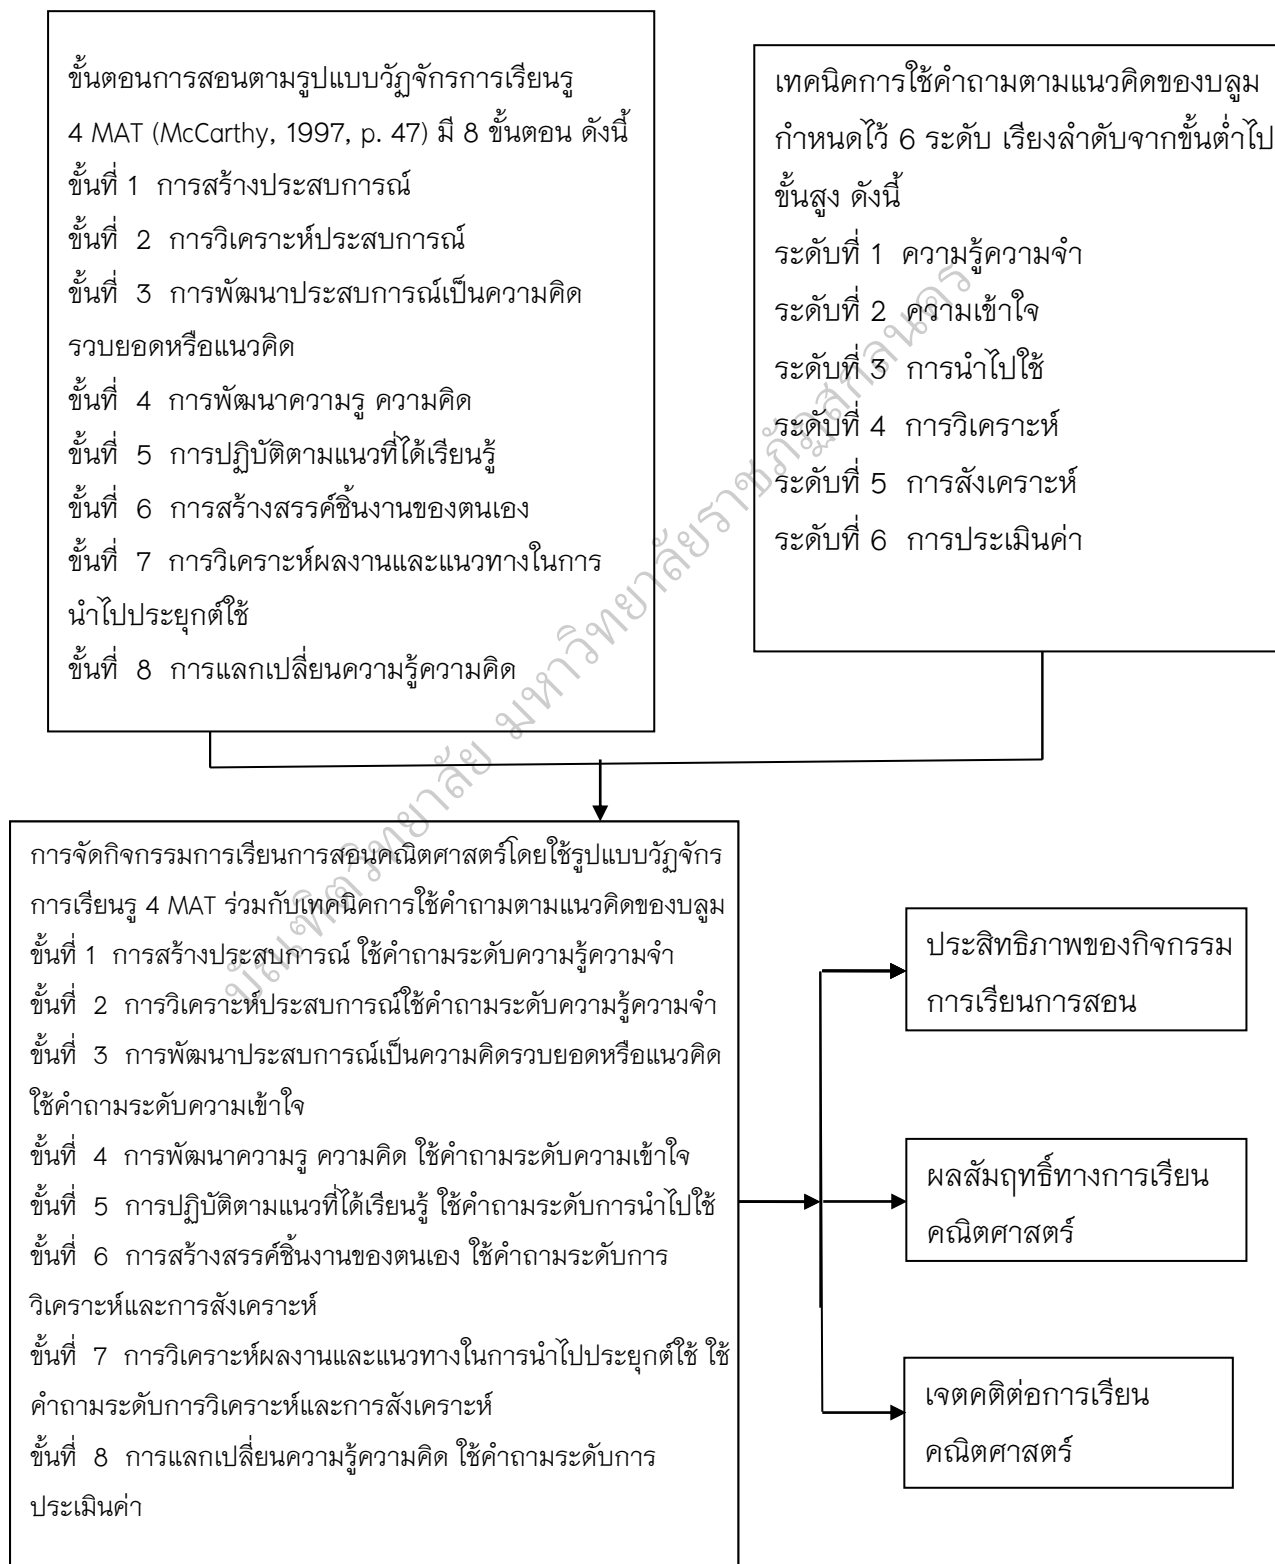 ขั้นตอนการสอนตามรูปแบบวัฏจักรการเรียนรู
4 MAT (McCarthy, 1997, p. 47) มี 8 ขั้นตอน ดังนี้
ขั้นที่ 1 การสร้างประสบการณ์
ขั้นที่ 2 การวิเคราะห์ประสบการณ์
ขั้นที่ 3 การพัฒนาประสบการณ์เป็นความคิด
รวบยอดหรือแนวคิด
ขั้นที่ 4 การพัฒนาความรู ความคิด
ขั้นที่ 5 การปฏิบัติตามแนวที่ได้เรียนรู้
ขั้นที่ 6 การสร้างสรรค์ชิ้นงานของตนเอง
ขั้นที่ 7 การวิเคราะห์ผลงานและแนวทางในการ
นำไปประยุกต์ใช้
ขั้นที่ 8 การแลกเปลี่ยนความรู้ความคิด
เทคนิคการใช้คำถามตามแนวคิดของบลูม
กำหนดไว้ 6 ระดับ เรียงลำดับจากขั้นต่ำไป
ขั้นสูง ดังนี้
ระดับที่ 1 ความรู้ความจำ
ระดับที่ 2 ความเข้าใจ
ระดับที่ 3 การนำไปใช้
ระดับที่ 4 การวิเคราะห์
ระดับที่ 5 การสังเคราะห์
ระดับที่ 6 การประเมินค่า
บัณฑิตวิทยาลัย มหาวิทยาลัยราชภัฏสกลนคร
การจัดกิจกรรมการเรียนการสอนคณิตศาสตร์โดยใช้รูปแบบวัฏจักร
การเรียนรู 4 MAT ร่วมกับเทคนิคการใช้คำถามตามแนวคิดของบลูม
ขั้นที่ 1 การสร้างประสบการณ์ ใช้คำถามระดับความรู้ความจำ
ขั้นที่ 2 การวิเคราะห์ประสบการณ์ใช้คำถามระดับความรู้ความจำ
ขั้นที่ 3 การพัฒนาประสบการณ์เป็นความคิดรวบยอดหรือแนวคิด
ใช้คำถามระดับความเข้าใจ
ขั้นที่ 4 การพัฒนาความรู ความคิด ใช้คำถามระดับความเข้าใจ
ขั้นที่ 5 การปฏิบัติตามแนวที่ได้เรียนรู้ ใช้คำถามระดับการนำไปใช้
ขั้นที่ 6 การสร้างสรรค์ชิ้นงานของตนเอง ใช้คำถามระดับการ
วิเคราะห์และการสังเคราะห์
ขั้นที่ 7 การวิเคราะห์ผลงานและแนวทางในการนำไปประยุกต์ใช้ ใช้
คำถามระดับการวิเคราะห์และการสังเคราะห์
ขั้นที่ 8 การแลกเปลี่ยนความรู้ความคิด ใช้คำถามระดับการ
ประเมินค่า
ประสิทธิภาพของกิจกรรม
การเรียนการสอน
ผลสัมฤทธิ์ทางการเรียน
คณิตศาสตร์
เจตคติต่อการเรียน
คณิตศาสตร์